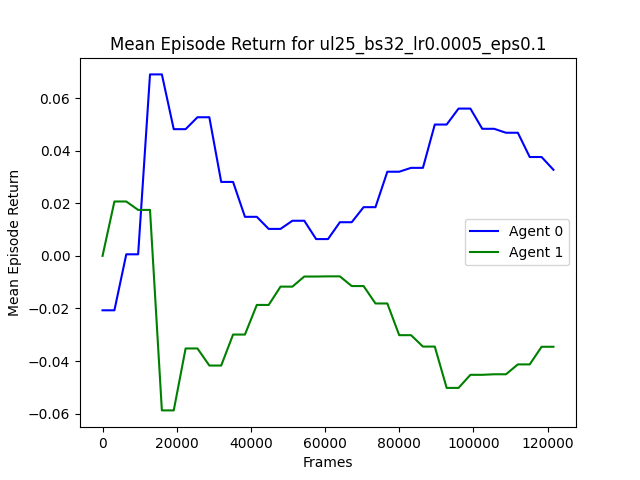 Mean Episode Return for ul25_bs32_lr0.0005_eps0.1
Mean Episode Return
0.06
0.04
0.02
0.00
−0.02
−0.04
−0.06
Agent 0
Agent 1
0
20000
40000
60000
80000
100000
120000
Frames